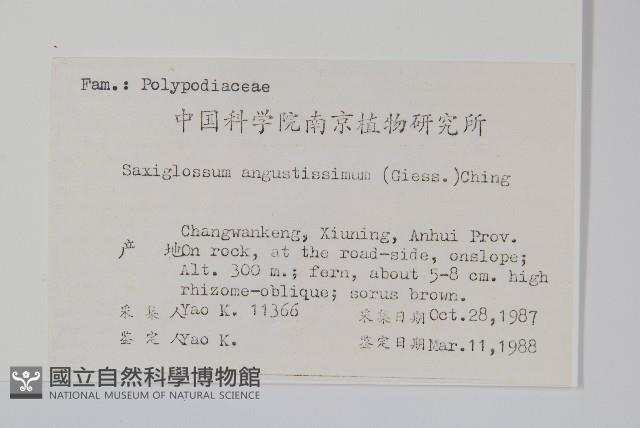 Fam.: Polypodiaceae
中国科学院南京植物研究所
Saxiglossum angustissimum (Giess.)Ching
Changwankeng, Xiuning, Anhui Prov.
产 地On rock, at the road-side, onslope;
Alt. 300 m.; fern, about 5-8 cm. high
rhizome-oblique; sorus brown.
采集人Yao K. 11366 采集日期Oct.28,1987
鉴定人Yao K. 鉴定日期Mar.11,1988
國立自然科學博物館
NATIONAL MUSEUM OF NATURAL SCIENCE